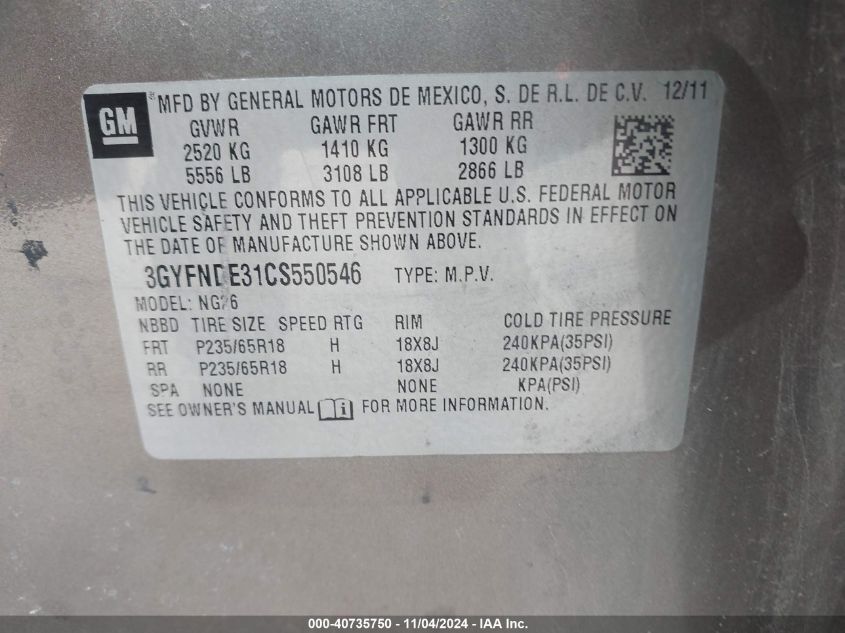 GM
MFD BY GENERAL MOTORS DE MEXICO, S. DE R.L. DE C.V. 12/11
GVWR GAWR FRT GAWR RR
2520 KG 1410 KG 1300 KG
5556 LB 3108 LB 2866 LB
THIS VEHICLE CONFORMS TO ALL APPLICABLE U.S. FEDERAL MOTOR
VEHICLE SAFETY AND THEFT PREVENTION STANDARDS IN EFFECT ON
THE DATE OF MANUFACTURE SHOWN ABOVE.
3GYFNDE31CS550546 TYPE: M.P.V.
MODEL:
NBBD TIRE SIZE SPEED RTG RIM COLD TIRE PRESSURE
FRT P235/65R18 H 18X8J 240KPA(35PSI)
RR P235/65R18 H 18X8J 240KPA(35PSI)
SPA NONE NONE KPA(PSI)
SEE OWNER'S MANUAL FOR MORE INFORMATION.
000-40735750 - 11/04/2024 - IAA Inc.